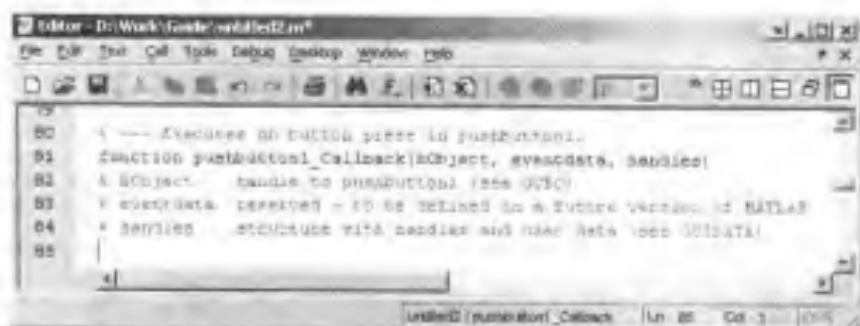 Editor - D:\Work\Guide\untitled2.m*
File Edit Text Cell Tools Debug Desktop Window Help
79
80 % --- Executes on button press in pushbutton1.
81 function pushbutton1_Callback(hObject, eventdata, handles)
82 % hObject handle to pushbutton1 (see GCBO)
83 % eventdata reserved - to be defined in a future version of MATLAB
84 % handles structure with handles and user data (see GUIDATA)
85
untitled2 / pushbutton1_Callback Ln 85 Col 1 OVR